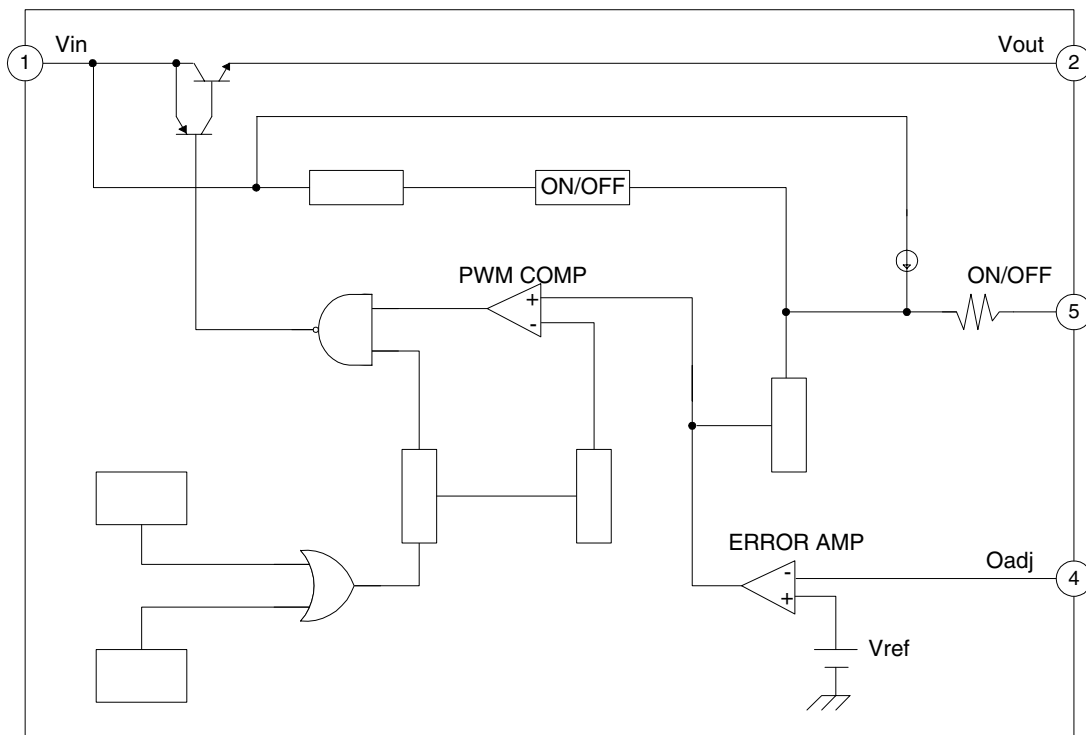 Vin
Vout
1
2
ON/OFF
PWM COMP
ON/OFF
+
-
5
ERROR AMP
Oadj
-
+
4
Vref